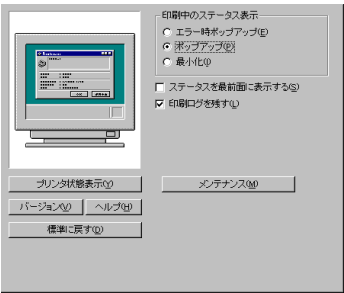 印刷中のステータス表示
エラー時ポップアップ(E)
ポップアップ(P)
最小化(I)
ステータスを最前面に表示する(S)
印刷ログを残す(L)
プリンタ状態表示(Y)
メンテナンス(M)
バージョン(V)
ヘルプ(H)
標準に戻す(D)